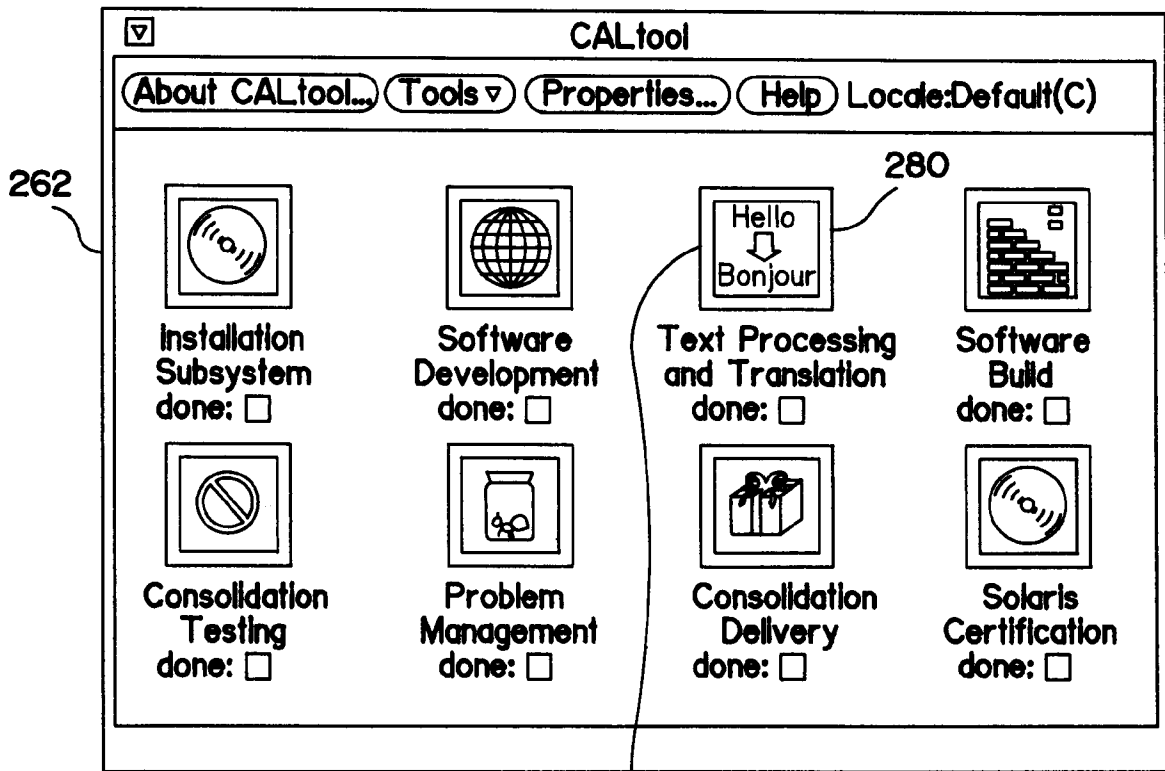 CALtool
About CALtool... Tools Properties... Help Locale:Default(C)
262
280
Hello
Bonjour
Installation
Subsystem
done:
Software
Development
done:
Text Processing
and Translation
done:
Software
Build
done:
Consolidation
Testing
done:
Problem
Management
done:
Consolidation
Delivery
done:
Solaris
Certification
done: